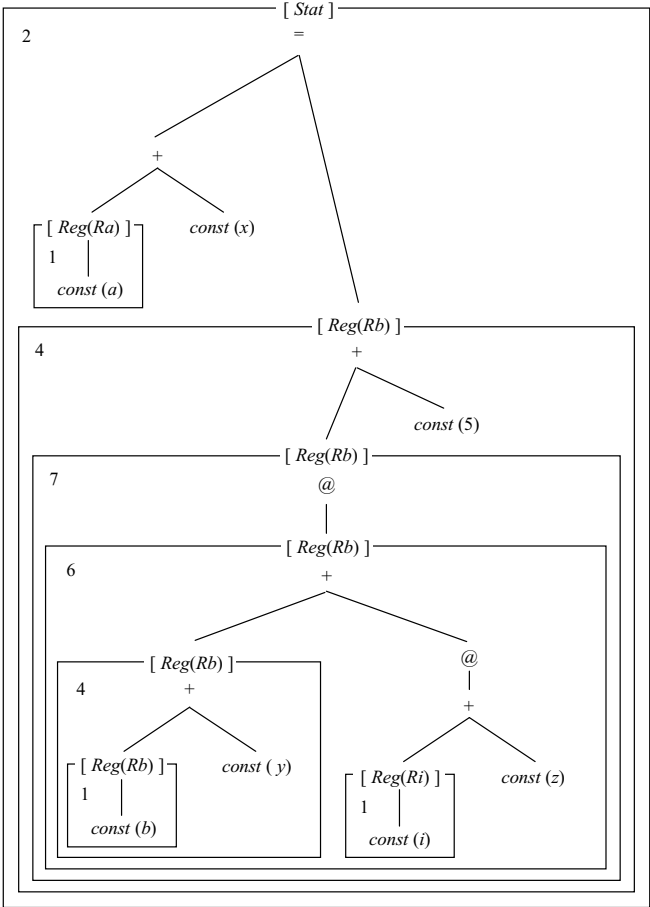 [ Stat ]
2
=
+
[ Reg(Ra) ]
const (x)
1
const (a)
[ Reg(Rb) ]
4
+
const (5)
[ Reg(Rb) ]
7
@
[ Reg(Rb) ]
6
+
[ Reg(Rb) ]
@
4
+
+
[ Reg(Rb) ]
const ( y)
[ Reg(Ri) ]
const (z)
1
1
const (b)
const (i)